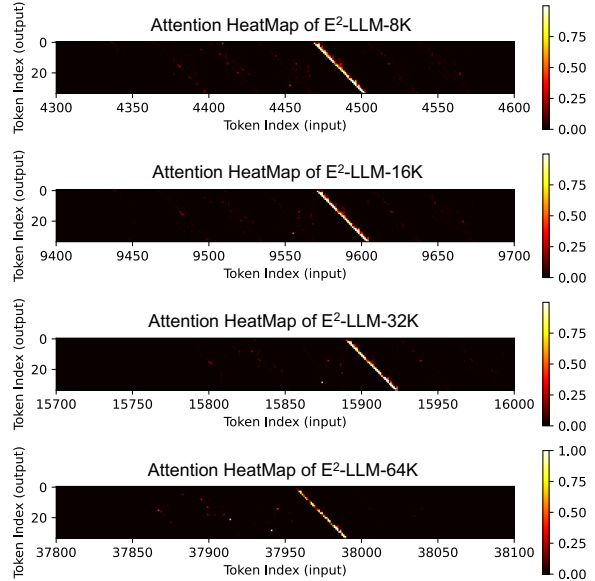 Attention HeatMap of E²-LLM-8K
Token Index (output)
0
20
4300 4350 4400 4450 4500 4550 4600
Token Index (input)
0.75
0.50
0.25
0.00
Attention HeatMap of E²-LLM-16K
Token Index (output)
0
20
9400 9450 9500 9550 9600 9650 9700
Token Index (input)
0.75
0.50
0.25
0.00
Attention HeatMap of E²-LLM-32K
Token Index (output)
0
20
15700 15750 15800 15850 15900 15950 16000
Token Index (input)
0.75
0.50
0.25
0.00
Attention HeatMap of E²-LLM-64K
Token Index (output)
0
20
37800 37850 37900 37950 38000 38050 38100
Token Index (input)
1.00
0.75
0.50
0.25
0.00